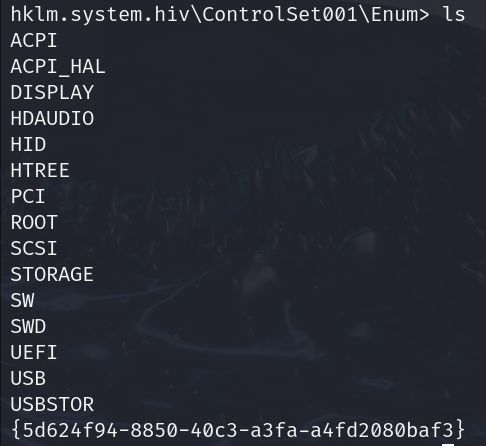 hklm.system.hiv\ControlSet001\Enum> ls
ACPI
ACPI_HAL
DISPLAY
HDAUDIO
HID
HTREE
PCI
ROOT
SCSI
STORAGE
SW
SWD
UEFI
USB
USBSTOR
{5d624f94-8850-40c3-a3fa-a4fd2080baf3}